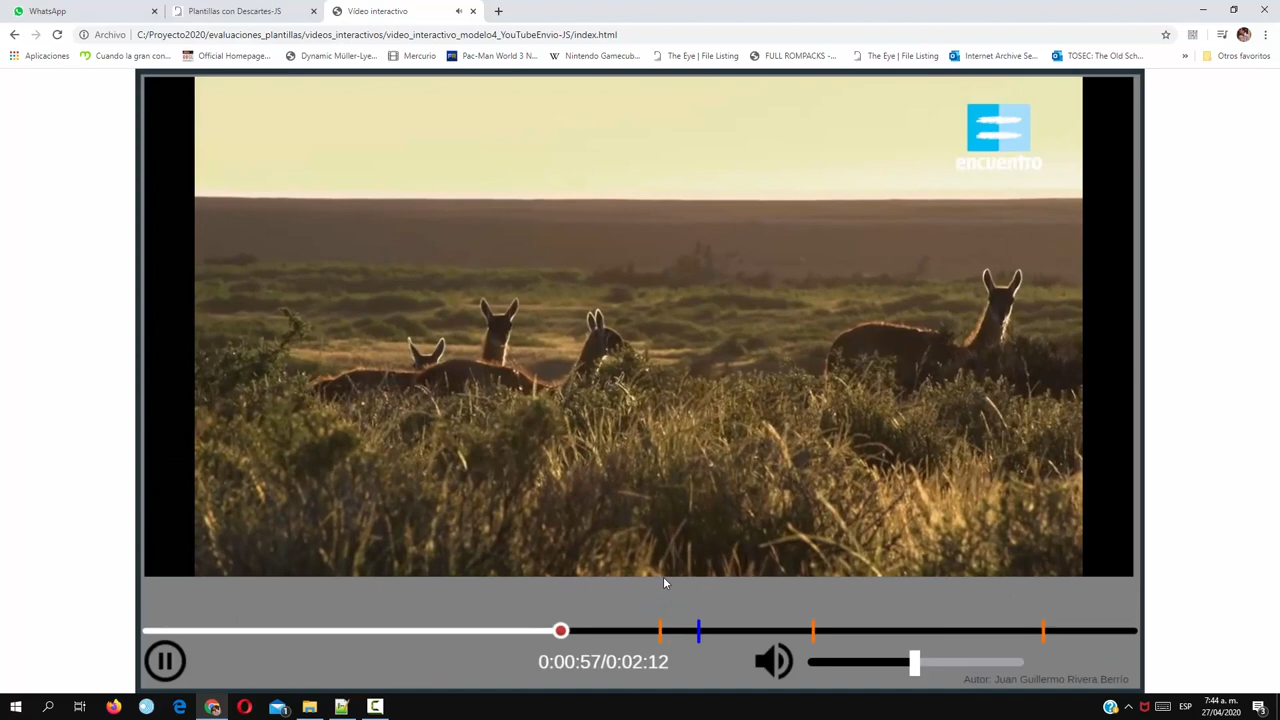 WhatsApp
Plantillas con Descartes-JS
Vídeo interactivo
Archivo
C:/Proyecto2020/evaluaciones_plantillas/videos_interactivos/video_interactivo_modelo4_YouTubeEnvio-JS/index.html
Aplicaciones
Cuando la gran con...
Official Homepage...
Dynamic Müller-Lye...
Mercurio
Pac-Man World 3 N...
Nintendo Gamecub...
The Eye | File Listing
FULL ROMPACKS -...
The Eye | File Listing
Internet Archive Se...
TOSEC: The Old Sch...
»
Otros favoritos
encuentro
0:00:57/0:02:12
Autor: Juan Guillermo Rivera Berrío
ESP
7:44 a. m.
27/04/2020